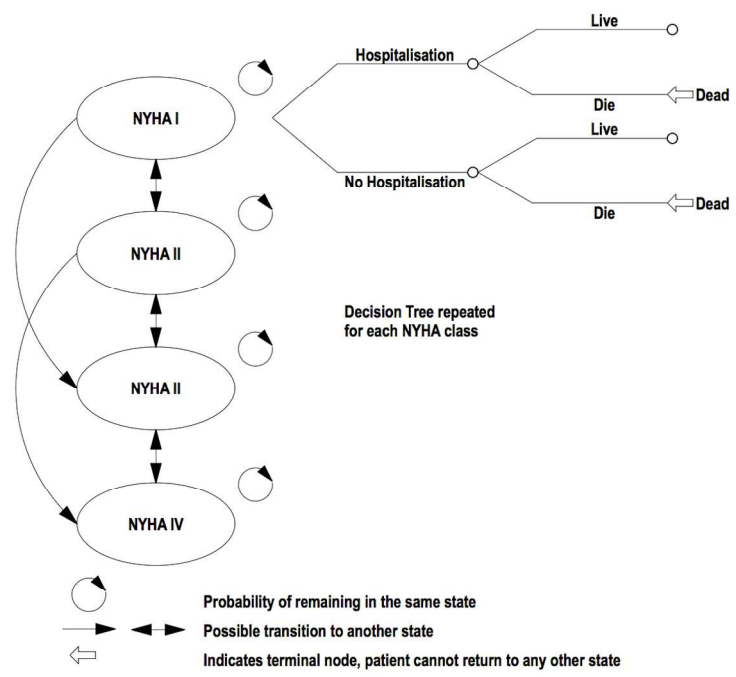 Live
Hospitalisation
NYHA I
Die
Dead
Live
No Hospitalisation
Die
Dead
NYHA II
Decision Tree repeated
for each NYHA class
NYHA II
NYHA IV
Probability of remaining in the same state
Possible transition to another state
Indicates terminal node, patient cannot return to any other state